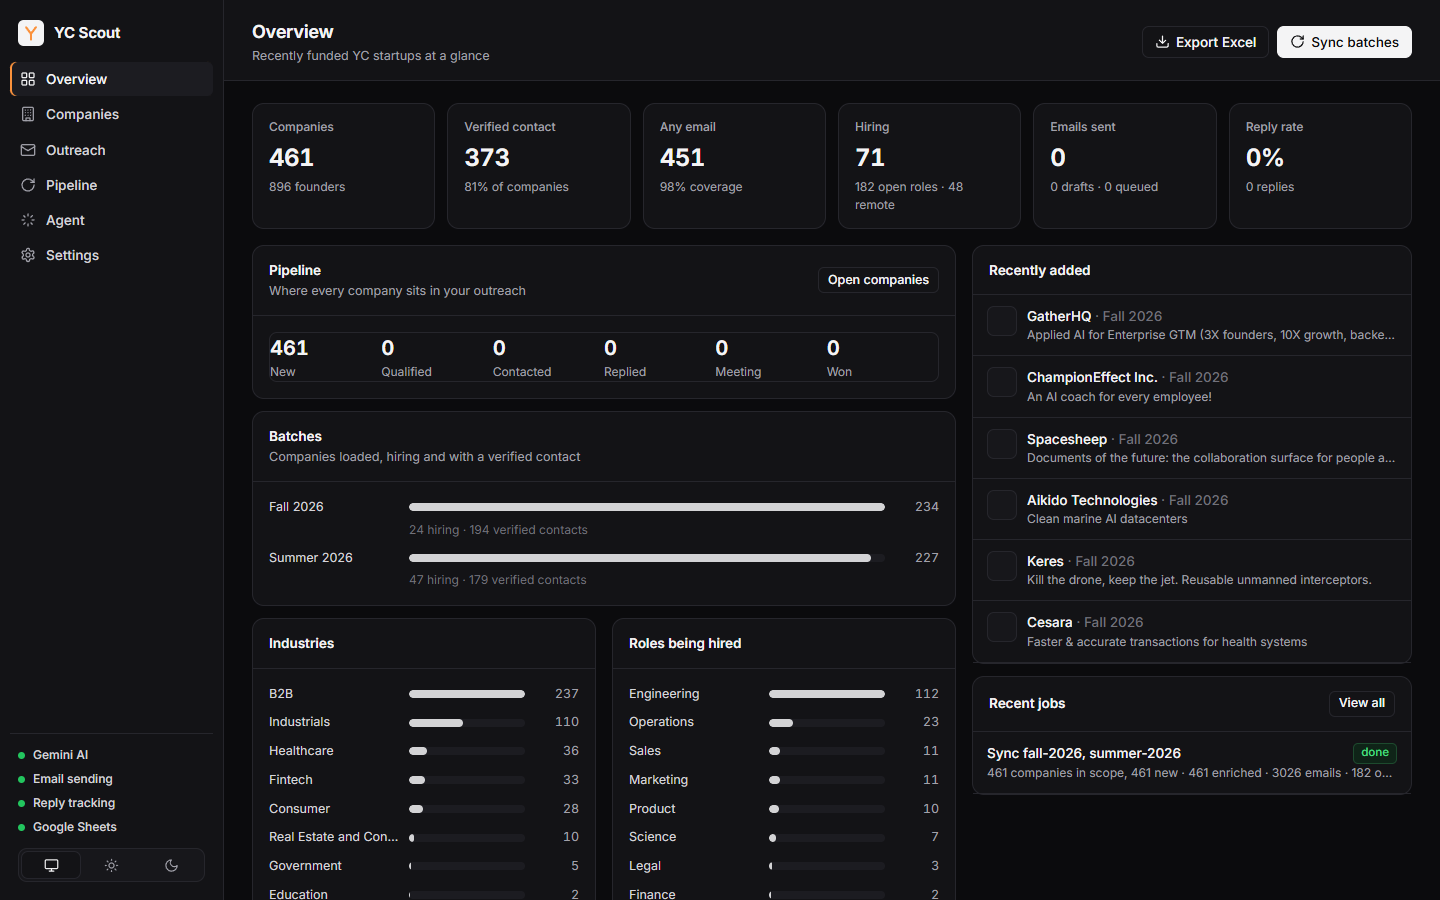 YC Scout
Overview
Companies
Outreach
Pipeline
Agent
Settings
Gemini AI
Email sending
Reply tracking
Google Sheets
Overview
Recently funded YC startups at a glance
Export Excel
Sync batches
Companies
461
896 founders
Verified contact
373
81% of companies
Any email
451
98% coverage
Hiring
71
182 open roles · 48
remote
Emails sent
0
0 drafts · 0 queued
Reply rate
0%
0 replies
Pipeline
Where every company sits in your outreach
Open companies
461
New
0
Qualified
0
Contacted
0
Replied
0
Meeting
0
Won
Batches
Companies loaded, hiring and with a verified contact
Fall 2026 234
24 hiring · 194 verified contacts
Summer 2026 227
47 hiring · 179 verified contacts
Industries
B2B 237
Industrials 110
Healthcare 36
Fintech 33
Consumer 28
Real Estate and Con... 10
Government 5
Education 2
Roles being hired
Engineering 112
Operations 23
Sales 11
Marketing 11
Product 10
Science 7
Legal 3
Finance 2
Recently added
GatherHQ · Fall 2026
Applied AI for Enterprise GTM (3X founders, 10X growth, backe...
ChampionEffect Inc. · Fall 2026
An AI coach for every employee!
Spacesheep · Fall 2026
Documents of the future: the collaboration surface for people a...
Aikido Technologies · Fall 2026
Clean marine AI datacenters
Keres · Fall 2026
Kill the drone, keep the jet. Reusable unmanned interceptors.
Cesara · Fall 2026
Faster & accurate transactions for health systems
Recent jobs
View all
Sync fall-2026, summer-2026
done
461 companies in scope, 461 new · 461 enriched · 3026 emails · 182 o...